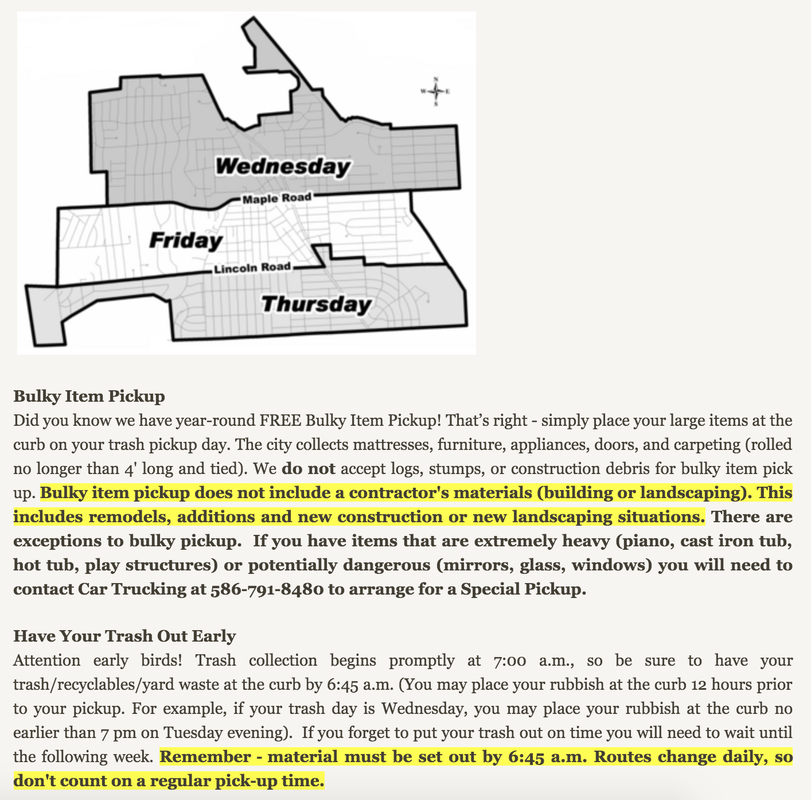 N
W E
S
Wednesday
Maple Road
Friday
Lincoln Road
Thursday
Bulky Item Pickup
Did you know we have year-round FREE Bulky Item Pickup! That's right - simply place your large items at the
curb on your trash pickup day. The city collects mattresses, furniture, appliances, doors, and carpeting (rolled
no longer than 4' long and tied). We do not accept logs, stumps, or construction debris for bulky item pick
up. Bulky item pickup does not include a contractor's materials (building or landscaping). This
includes remodels, additions and new construction or new landscaping situations. There are
exceptions to bulky pickup.  If you have items that are extremely heavy (piano, cast iron tub,
hot tub, play structures) or potentially dangerous (mirrors, glass, windows) you will need to
contact Car Trucking at 586-791-8480 to arrange for a Special Pickup.
Have Your Trash Out Early
Attention early birds! Trash collection begins promptly at 7:00 a.m., so be sure to have your
trash/recyclables/yard waste at the curb by 6:45 a.m. (You may place your rubbish at the curb 12 hours prior
to your pickup. For example, if your trash day is Wednesday, you may place your rubbish at the curb no
earlier than 7 pm on Tuesday evening).  If you forget to put your trash out on time you will need to wait until
the following week. Remember - material must be set out by 6:45 a.m. Routes change daily, so
don't count on a regular pick-up time.